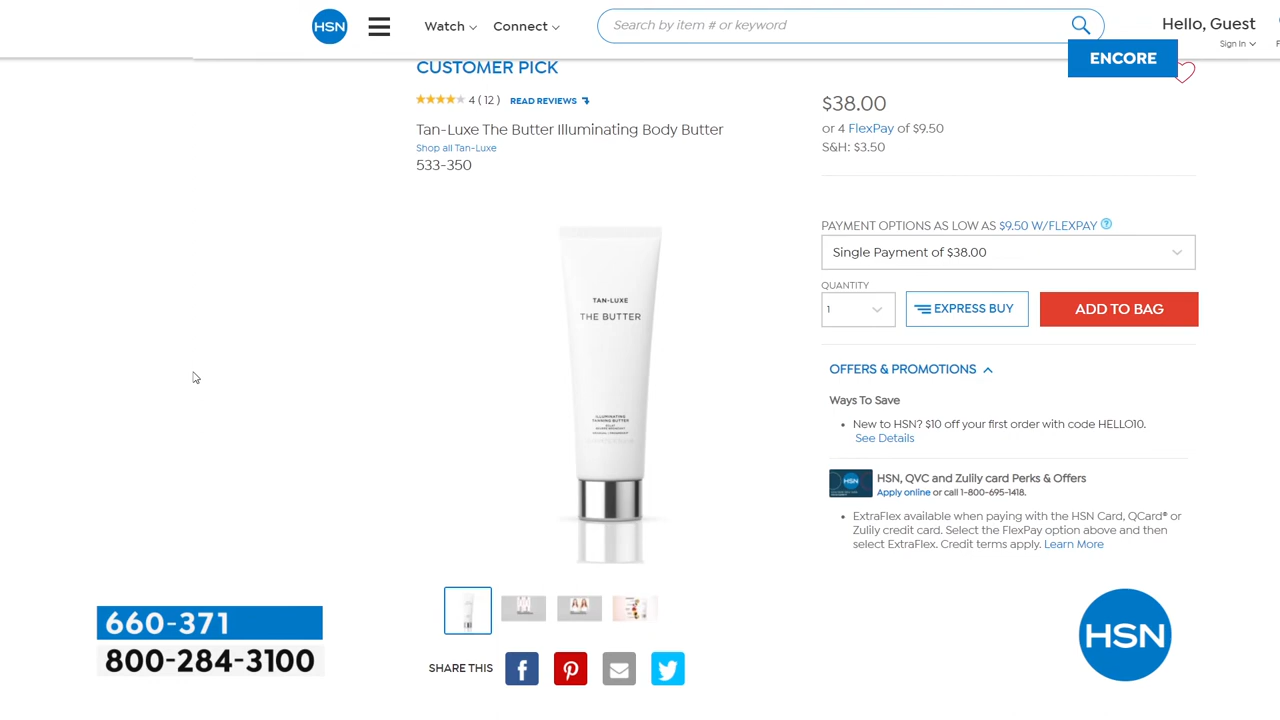 HSN
Watch
Connect
Search by item # or keyword
Hello, Guest
Sign In
ENCORE
CUSTOMER PICK
4 ( 12 ) READ REVIEWS
Tan-Luxe The Butter Illuminating Body Butter
Shop all Tan-Luxe
533-350
$38.00
or 4 FlexPay of $9.50
S&H: $3.50
PAYMENT OPTIONS AS LOW AS $9.50 W/FLEXPAY ?
Single Payment of $38.00
QUANTITY
1
EXPRESS BUY
ADD TO BAG
OFFERS & PROMOTIONS
Ways To Save
• New to HSN? $10 off your first order with code HELLO10.
See Details
HSN
HSN, QVC and Zulily card Perks & Offers
Apply online or call 1-800-695-1418.
• ExtraFlex available when paying with the HSN Card, QCard® or
Zulily credit card. Select the FlexPay option above and then
select ExtraFlex. Credit terms apply. Learn More
TAN-LUXE
THE BUTTER
ILLUMINATING
TANNING BUTTER
SHARE THIS
660-371
800-284-3100
HSN